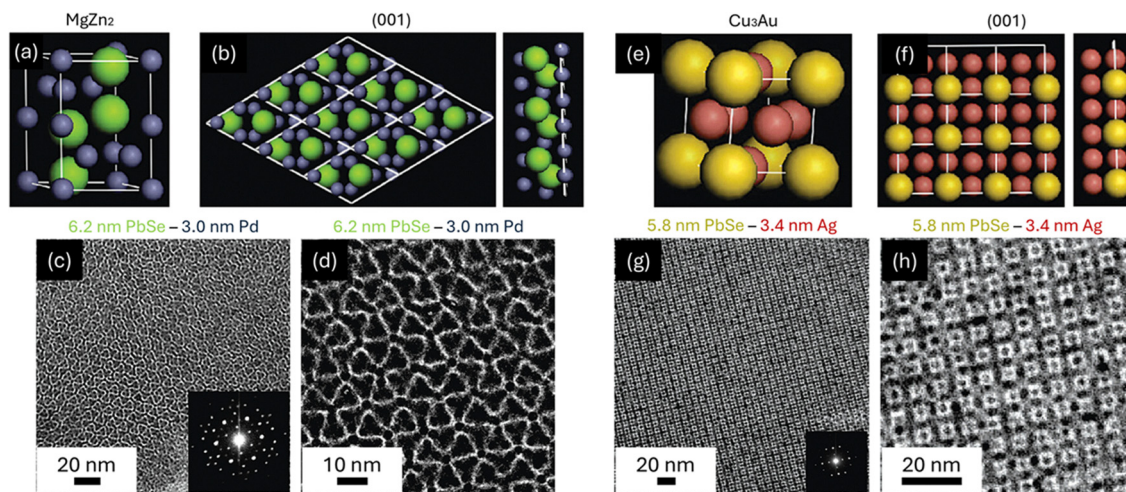 MgZn₂
(001)
Cu₃Au
(001)
(a)
(b)
(e)
(f)
6.2 nm PbSe – 3.0 nm Pd
6.2 nm PbSe – 3.0 nm Pd
5.8 nm PbSe – 3.4 nm Ag
5.8 nm PbSe – 3.4 nm Ag
(c)
(d)
(g)
(h)
20 nm
10 nm
20 nm
20 nm